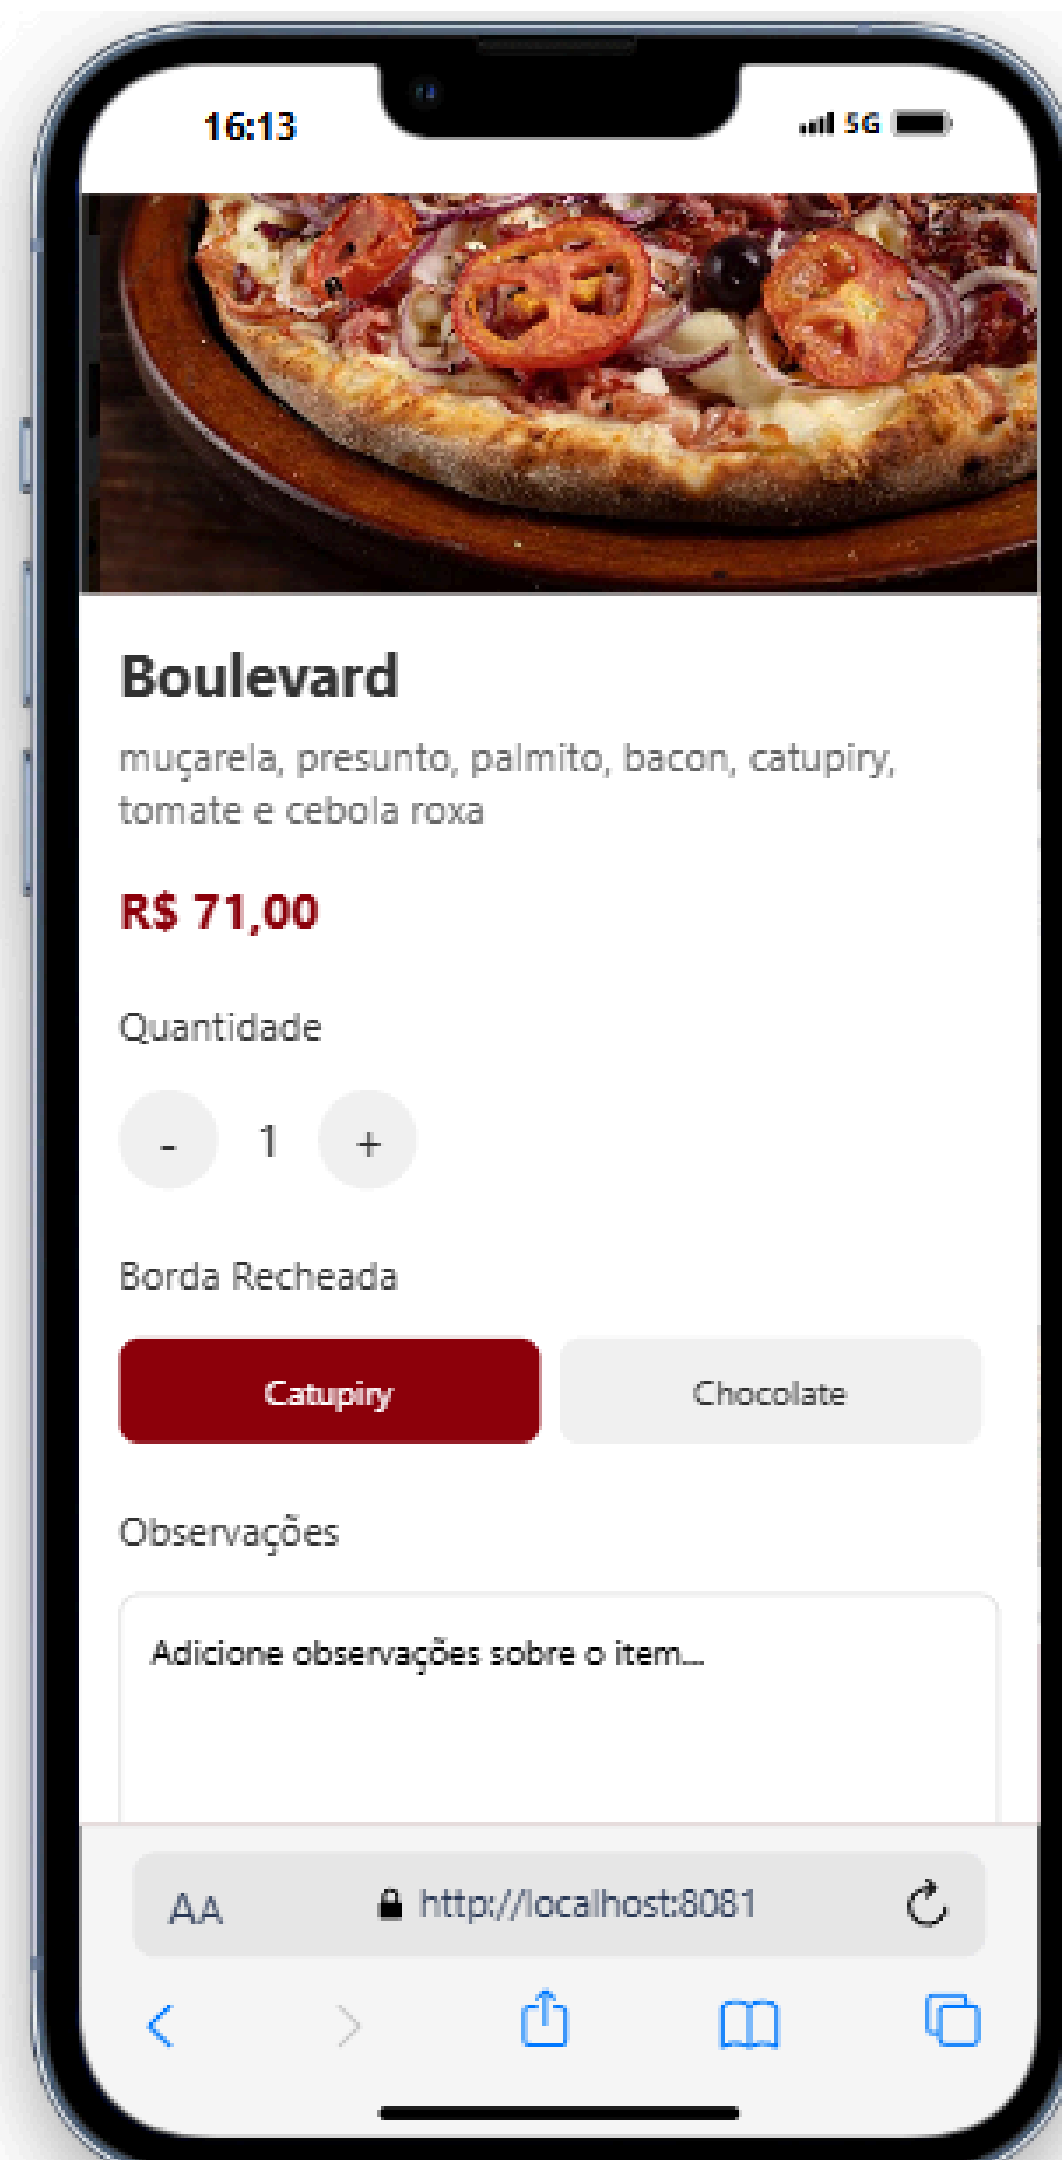 16:13
5G
Boulevard
muçarela, presunto, palmito, bacon, catupiry,
tomate e cebola roxa
R$ 71,00
Quantidade
- 1 +
Borda Recheada
Catupiry Chocolate
Observações
Adicione observações sobre o item...
AA http://localhost:8081